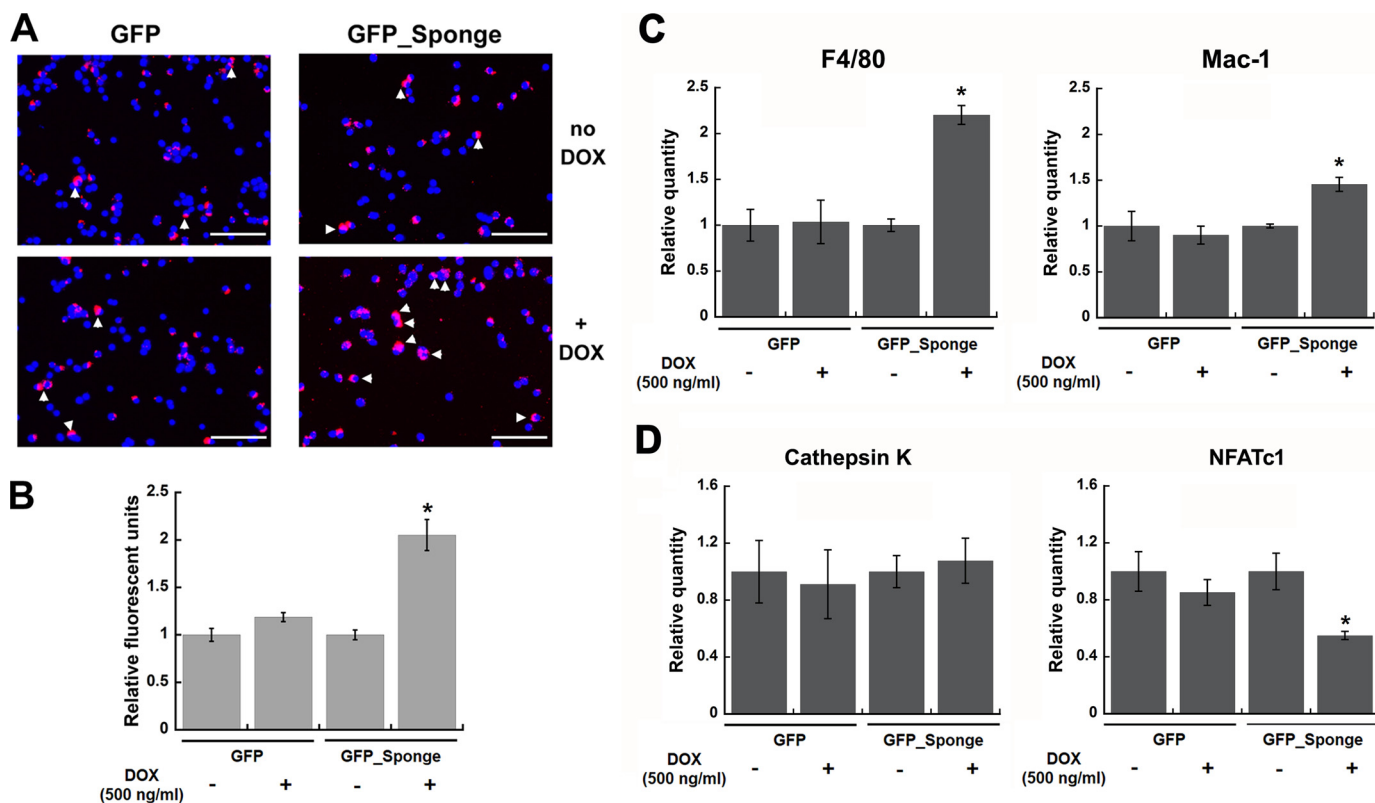 A
GFP
GFP_Sponge
no
DOX
+
DOX
B
Relative fluorescent units
2.5
2
1.5
1
0.5
0
*
GFP
GFP_Sponge
DOX
(500 ng/ml)
- + - +
C
F4/80
Relative quantity
2.5
2
1.5
1
0.5
0
*
GFP
GFP_Sponge
DOX
(500 ng/ml)
- + - +
Mac-1
Relative quantity
2.5
2
1.5
1
0.5
0
*
GFP
GFP_Sponge
DOX
(500 ng/ml)
- + - +
D
Cathepsin K
Relative quantity
1.6
1.2
0.8
0.4
0
GFP
GFP_Sponge
DOX
(500 ng/ml)
- + - +
NFATc1
Relative quantity
1.6
1.2
0.8
0.4
0
*
GFP
GFP_Sponge
DOX
(500 ng/ml)
- + - +